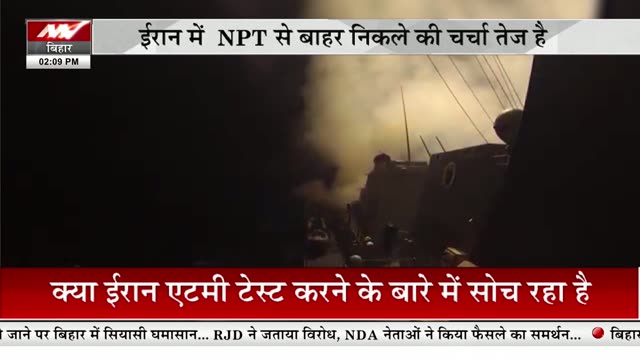 ईरान में NPT से बाहर निकले की चर्चा तेज है
बिहार
02:09 PM
क्या ईरान एटमी टेस्ट करने के बारे में सोच रहा है
जाने पर बिहार में सियासी घमासान... RJD ने जताया विरोध, NDA नेताओं ने किया फैसले का समर्थन...